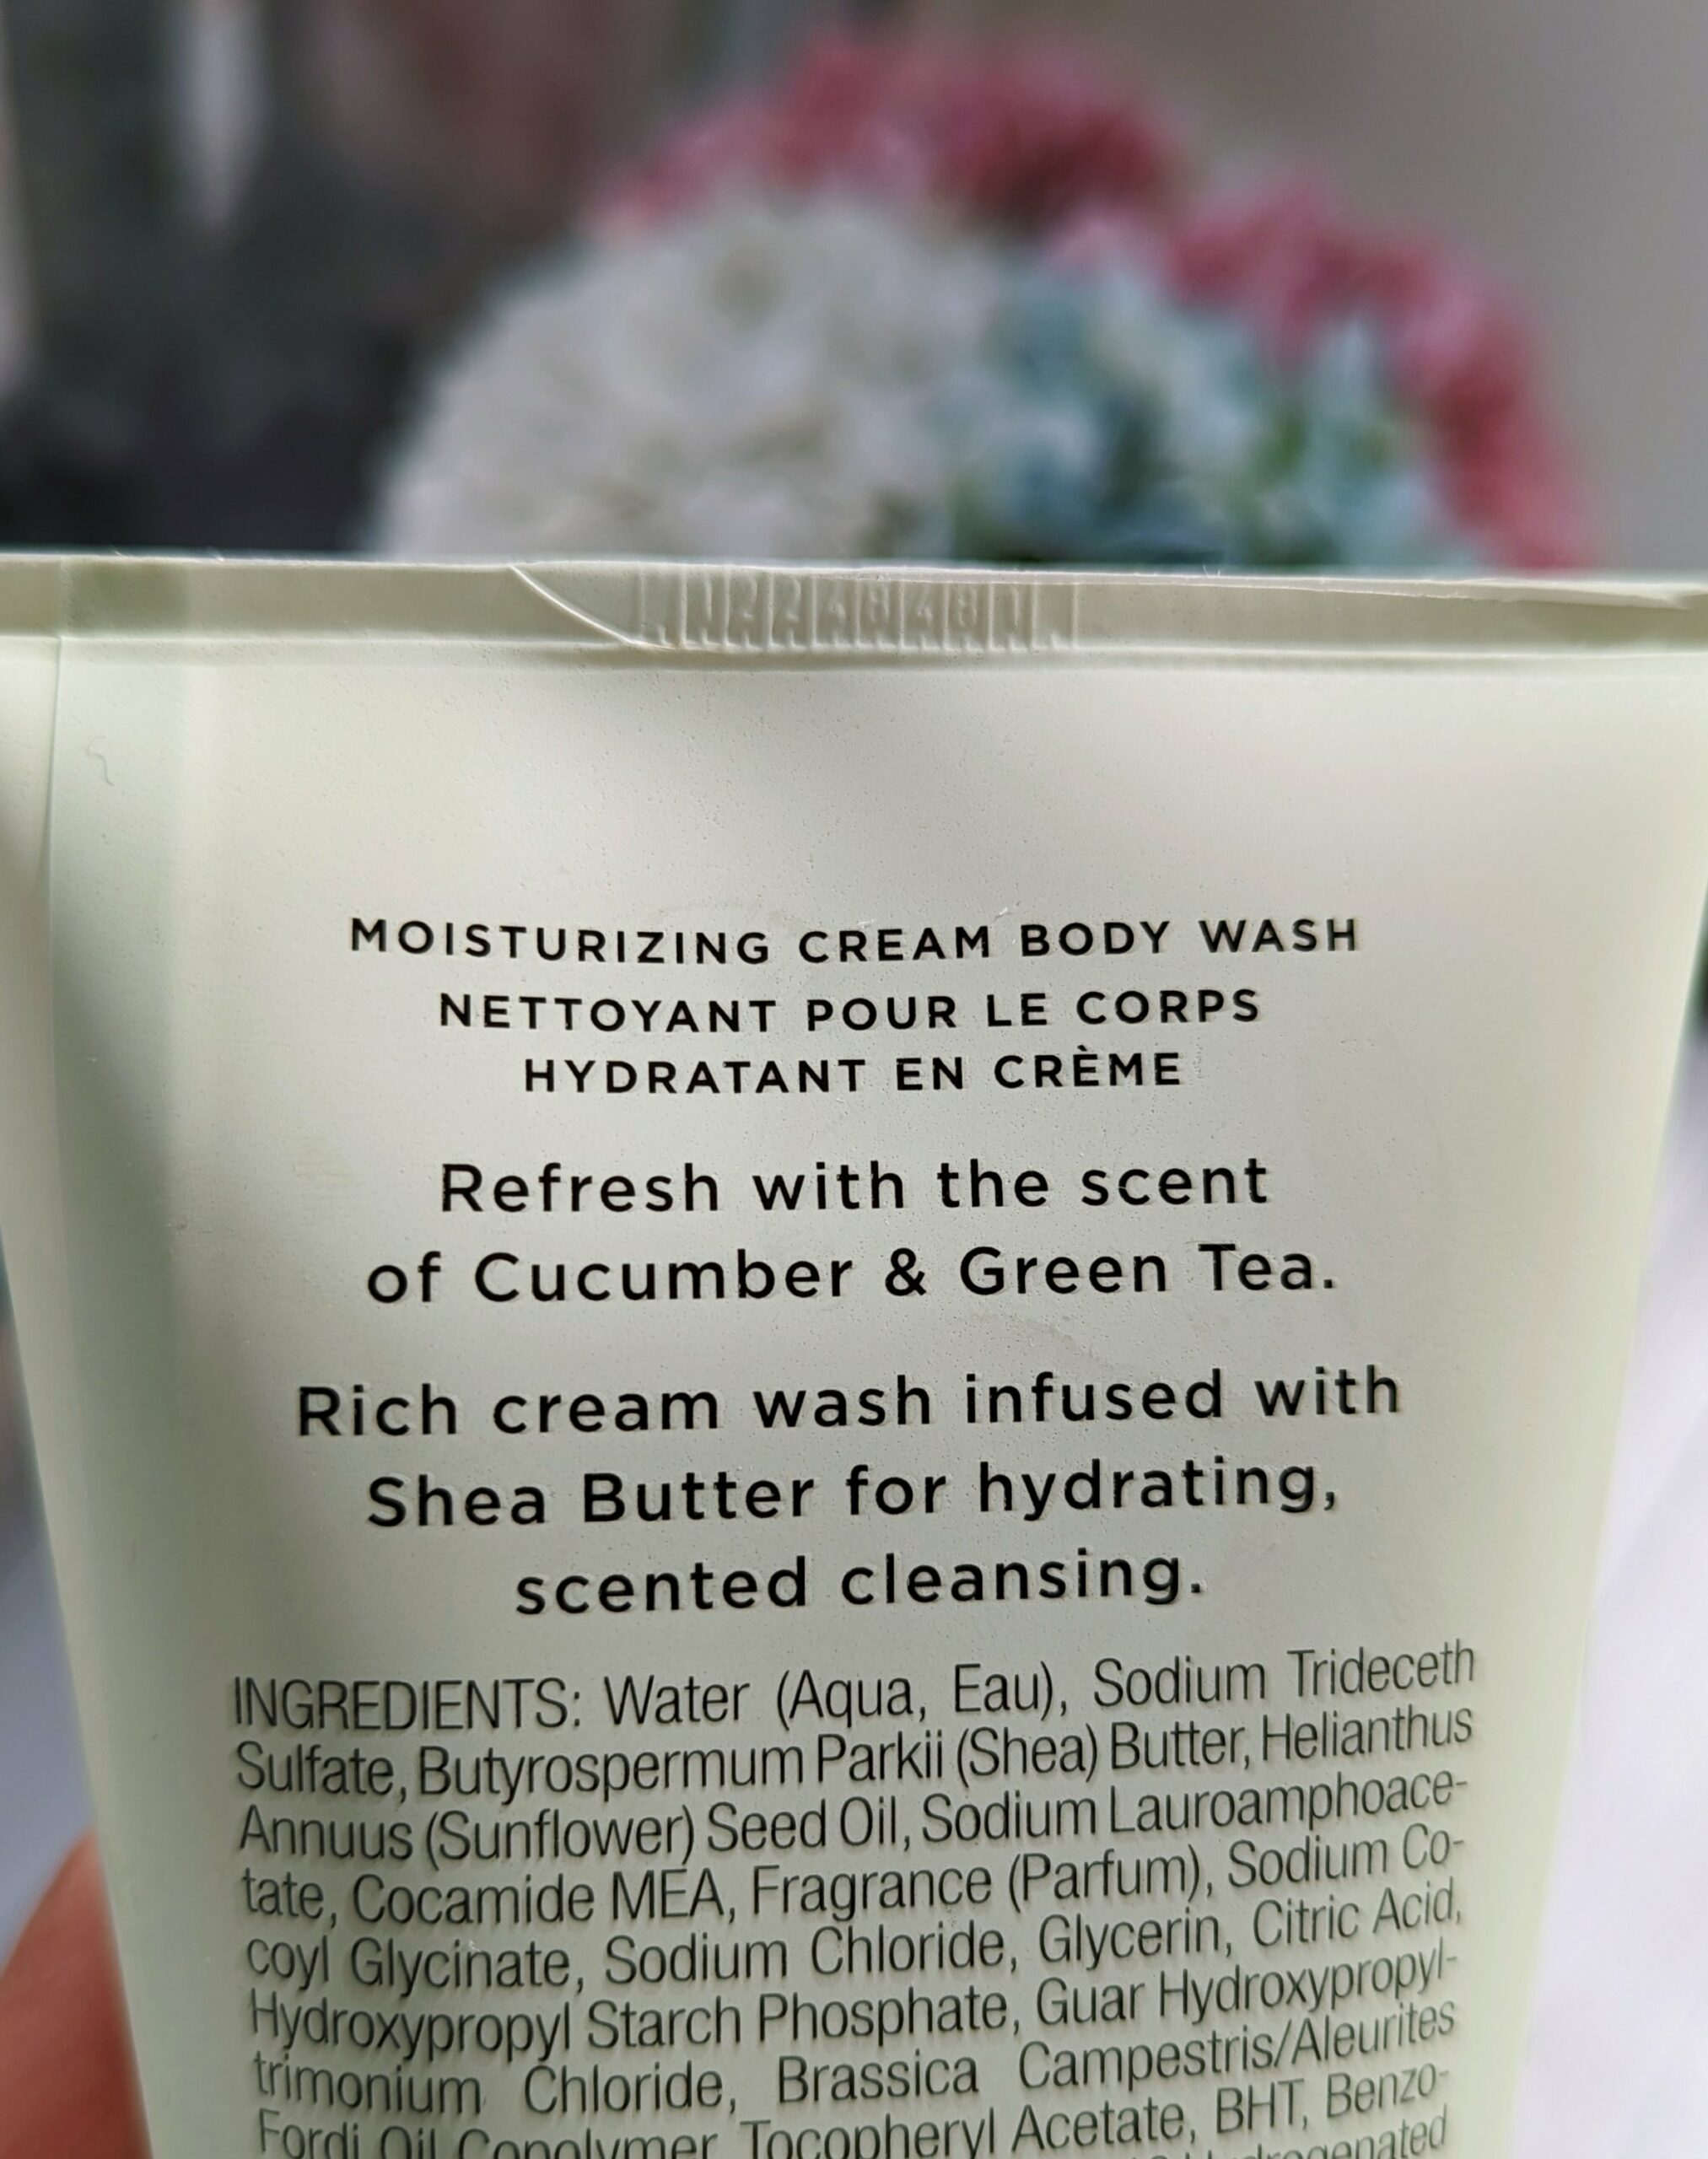 MOISTURIZING CREAM BODY WASH
NETTOYANT POUR LE CORPS
HYDRATANT EN CRÈME
Refresh with the scent
of Cucumber & Green Tea.
Rich cream wash infused with
Shea Butter for hydrating,
scented cleansing.
INGREDIENTS: Water (Aqua, Eau), Sodium Trideceth
Sulfate, Butyrospermum Parkii (Shea) Butter, Helianthus
Annuus (Sunflower) Seed Oil, Sodium Lauroamphoace-
tate, Cocamide MEA, Fragrance (Parfum), Sodium Co-
coyl Glycinate, Sodium Chloride, Glycerin, Citric Acid,
Hydroxypropyl Starch Phosphate, Guar Hydroxypropyl-
trimonium Chloride, Brassica Campestris/Aleurites
Fordi Oil Copolymer, Tocopheryl Acetate, BHT, Benzo-